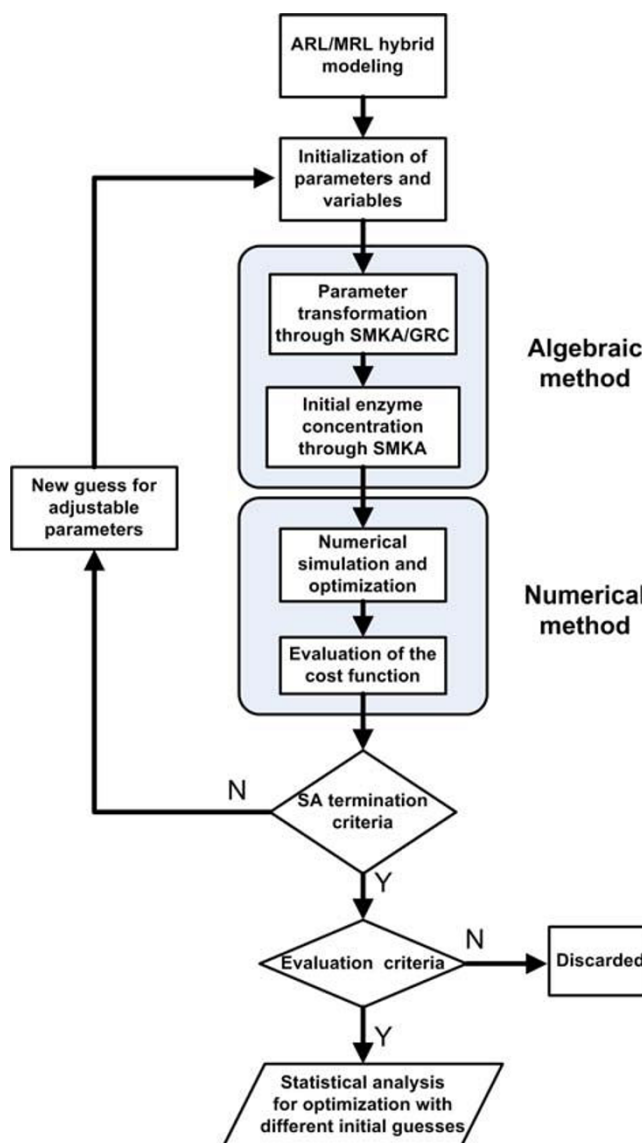 ARL/MRL hybrid
modeling
Initialization of
parameters and
variables
Parameter
transformation
through SMKA/GRC
Algebraic
method
Initial enzyme
concentration
through SMKA
New guess for
adjustable
parameters
Numerical
simulation and
optimization
Numerical
method
Evaluation of the
cost function
N
SA termination
criteria
Y
Evaluation criteria
N
Discarded
Y
Statistical analysis
for optimization with
different initial guesses